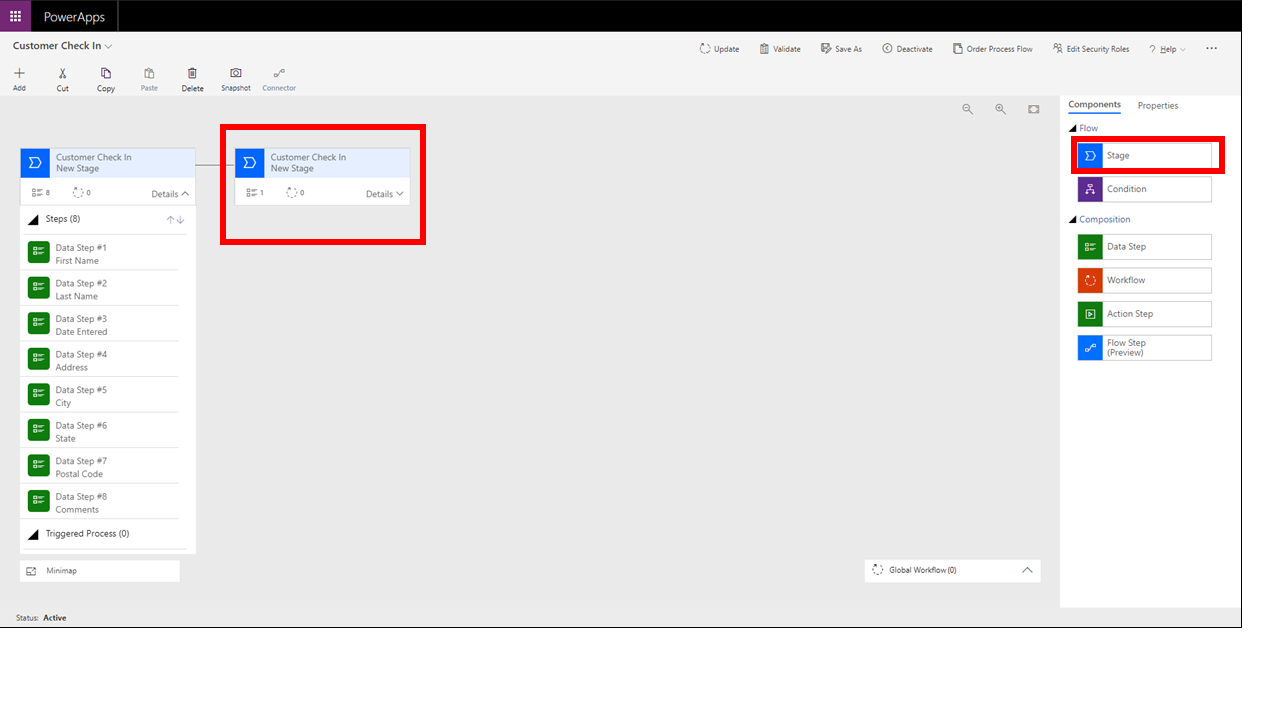 PowerApps
Customer Check In
Update
Validate
Save As
Deactivate
Order Process Flow
Edit Security Roles
? Help
...
Add
Cut
Copy
Paste
Delete
Snapshot
Connector
Customer Check In
New Stage
8
0
Details
Steps (8)
Data Step #1
First Name
Data Step #2
Last Name
Data Step #3
Date Entered
Data Step #4
Address
Data Step #5
City
Data Step #6
State
Data Step #7
Postal Code
Data Step #8
Comments
Triggered Process (0)
Minimap
Customer Check In
New Stage
1
0
Details
Global Workflow (0)
Components
Properties
Flow
Stage
Condition
Composition
Data Step
Workflow
Action Step
Flow Step
(Preview)
Status: Active